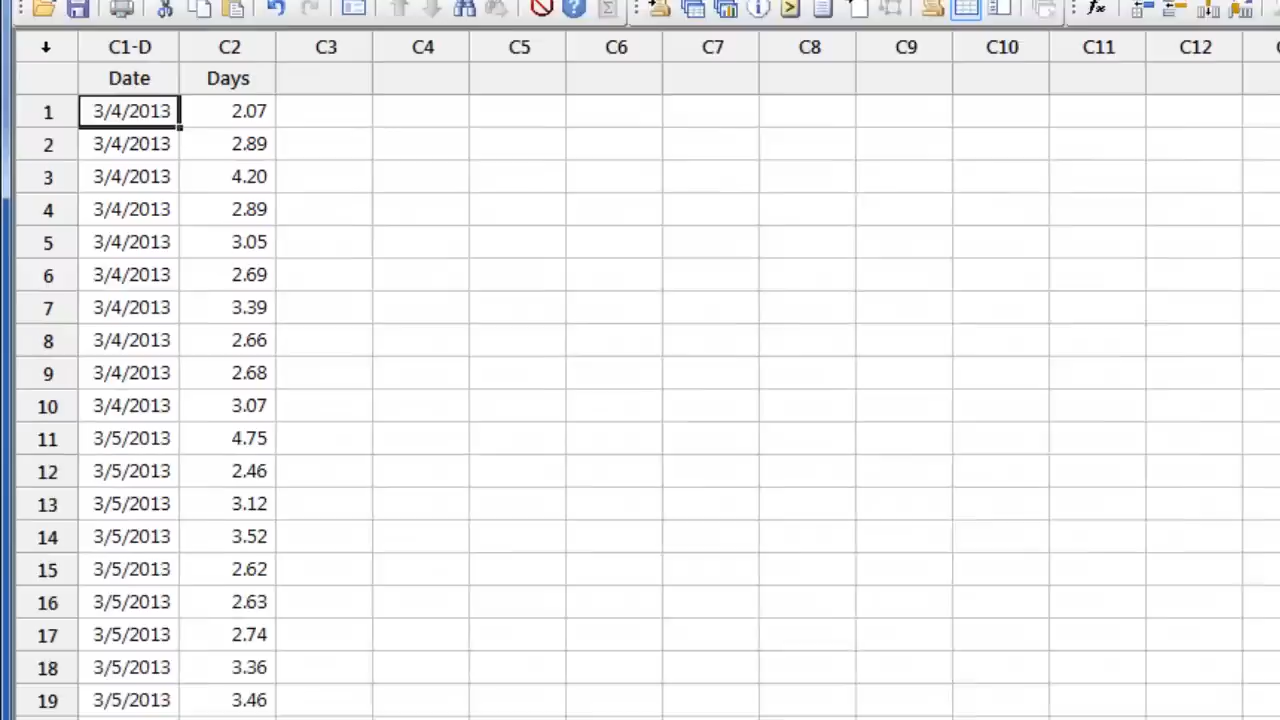 C1-D C2 C3 C4 C5 C6 C7 C8 C9 C10 C11 C12
Date Days
1 3/4/2013 2.07
2 3/4/2013 2.89
3 3/4/2013 4.20
4 3/4/2013 2.89
5 3/4/2013 3.05
6 3/4/2013 2.69
7 3/4/2013 3.39
8 3/4/2013 2.66
9 3/4/2013 2.68
10 3/4/2013 3.07
11 3/5/2013 4.75
12 3/5/2013 2.46
13 3/5/2013 3.12
14 3/5/2013 3.52
15 3/5/2013 2.62
16 3/5/2013 2.63
17 3/5/2013 2.74
18 3/5/2013 3.36
19 3/5/2013 3.46